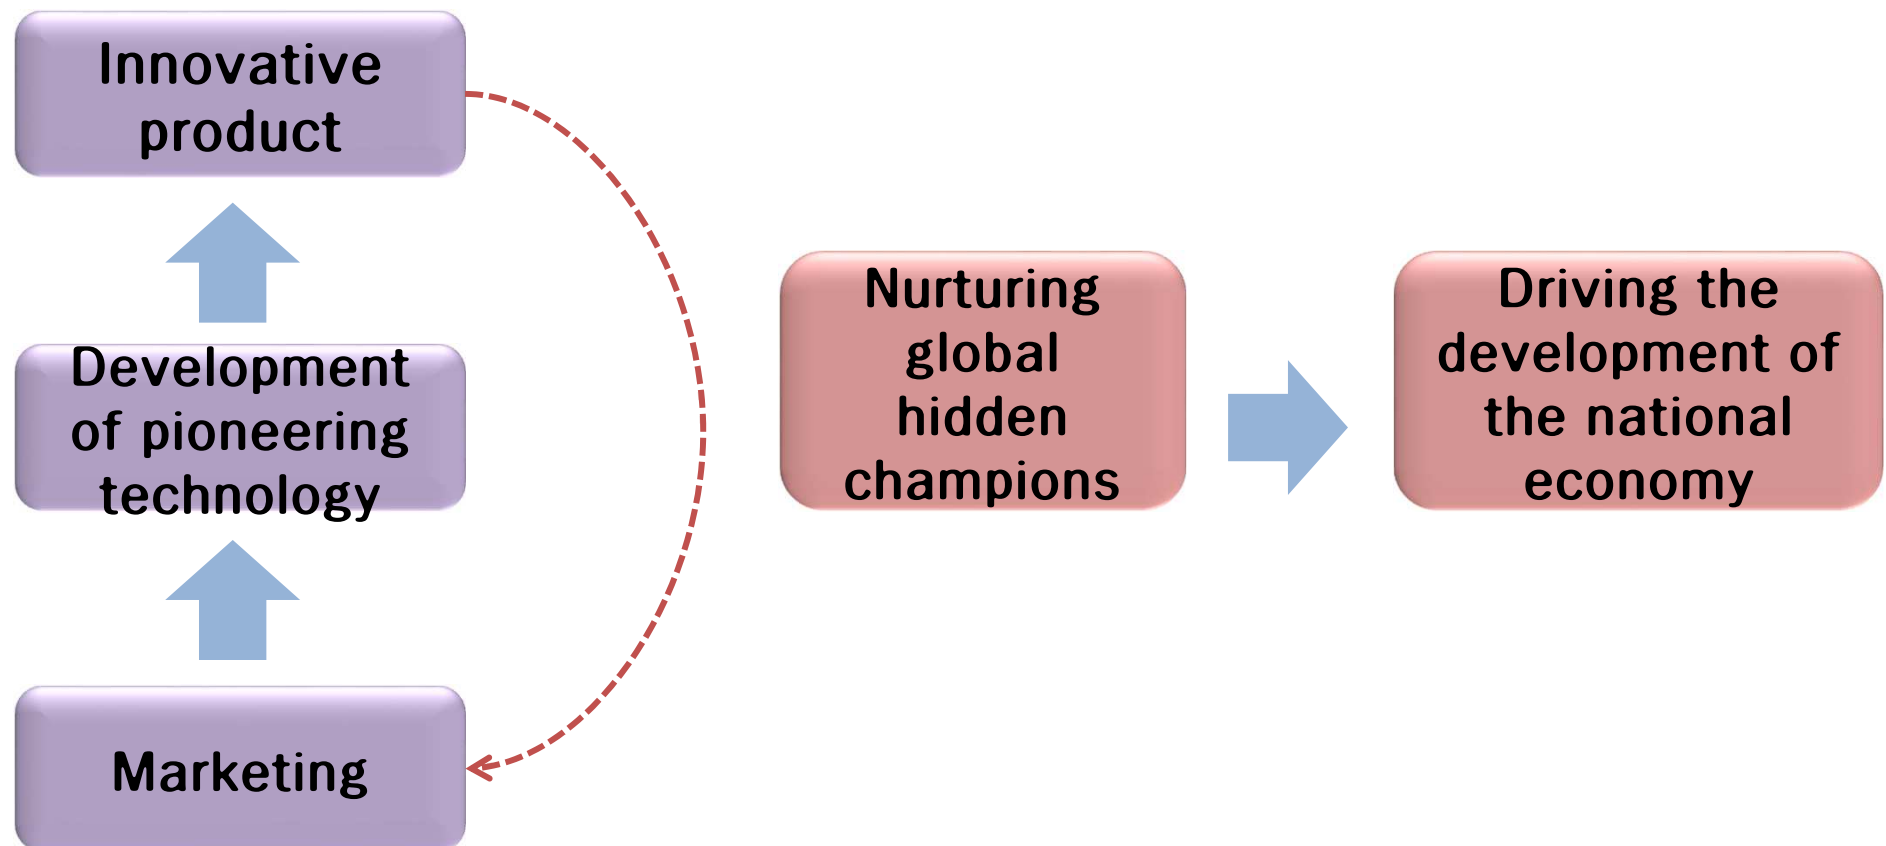 Innovative
product
Development
of pioneering
technology
Marketing
Nurturing
global
hidden
champions
Driving the
development of
the national
economy